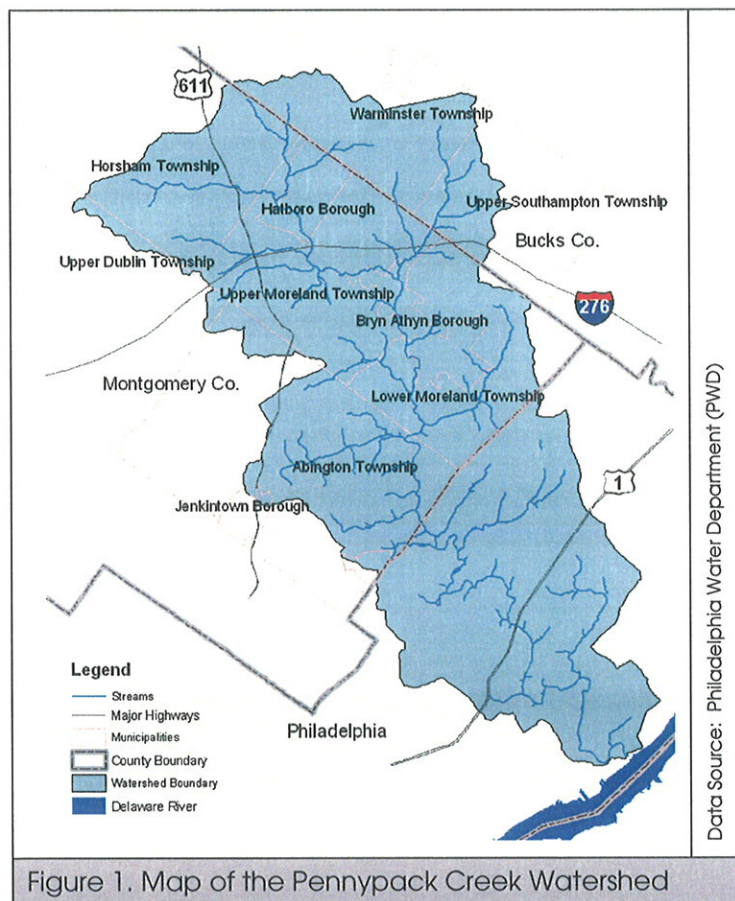 611
Warminster Township
Horsham Township
Hatboro Borough
Upper Southampton Township
Bucks Co.
Upper Dublin Township
Upper Moreland Township
276
Bryn Athyn Borough
Montgomery Co.
Lower Moreland Township
Abington Township
1
Jenkintown Borough
Legend
Streams
Major Highways
Municipalities
County Boundary
Watershed Boundary
Delaware River
Philadelphia
Data Source: Philadelphia Water Department (PWD)
Figure 1. Map of the Pennypack Creek Watershed